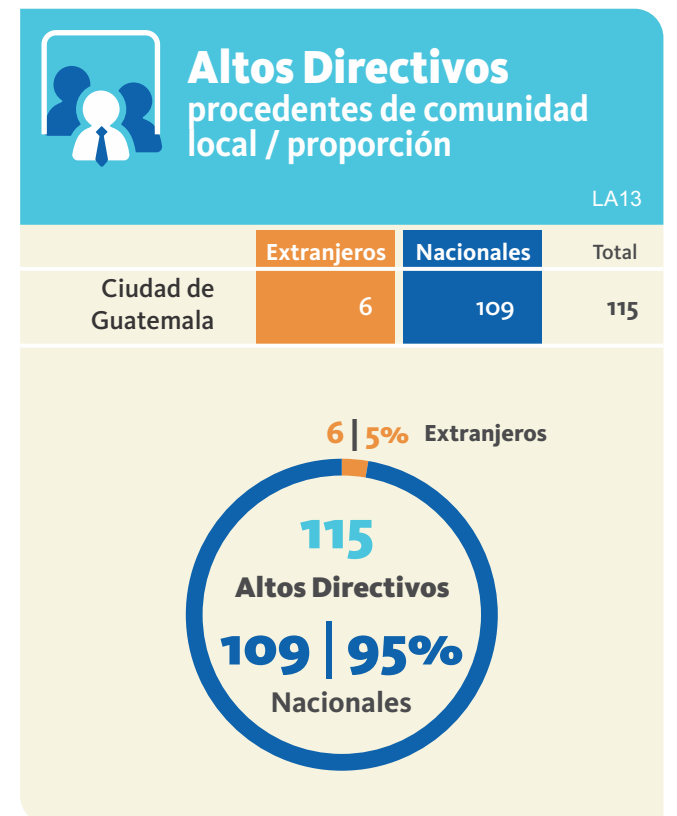 Altos Directivos
procedentes de comunidad
local / proporción
LA13
Extranjeros Nacionales Total
Ciudad de
Guatemala
6 109 115
6 | 5% Extranjeros
115
Altos Directivos
109 | 95%
Nacionales